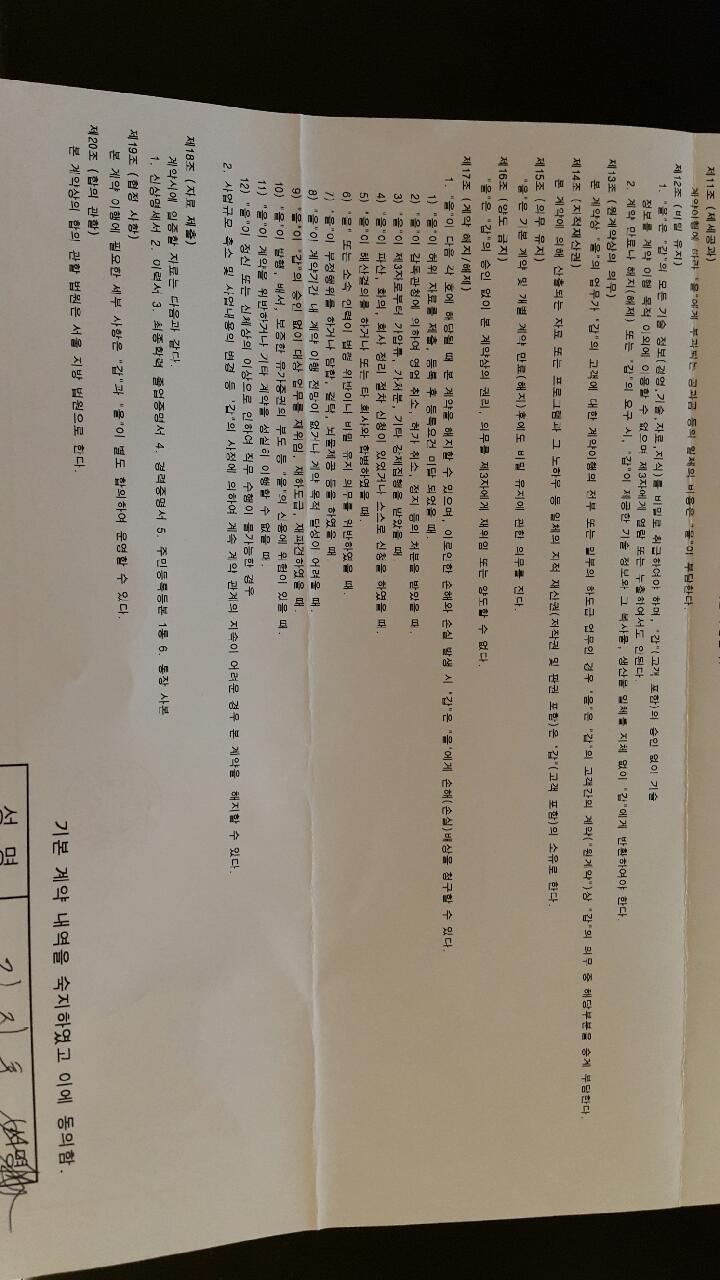 제11조 (제세공과)
계약이행에 따라 "을"에게 부과되는 공과금 등의 일체의 비용은 "을"이 부담한다.
제12조 (비밀 유지)
1. "을"은 "갑"의 모든 기술 정보(경영,기술,자료,지식)를 비밀로 취급하여야 하며, "갑"(고객 포함)의 승인 없이 기술
정보를 계약 이행 목적 이외에 이용할 수 없으며 제3자에게 열람 또는 누출하여서도 안된다.
2. 계약 만료나 해지(해제) 또는 "갑"의 요구 시, "갑"이 제공한 기술 정보와 그 복사물, 생산물 일체를 지체 없이 "갑"에게 반환하여야 한다.
제13조 (원계약상의 의무)
본 계약상 "을"의 업무가 "갑"의 고객에 대한 계약이행의 전부 또는 일부의 하도급 업무인 경우 "을"은 "갑"의 고객간의 계약("원계약")상 "갑"의 의무 중 해당부분을 승계 부담한다.
제14조 (지적재산권)
본 계약에 의해 산출되는 자료 또는 프로그램과 그 노하우 등 일체의 지적 재산권(저작권 및 판권 포함)은 "갑"(고객 포함)의 소유로 한다.
제15조 (의무 유지)
"을"은 기본 계약 및 개별 계약 만료(해지)후에도 비밀 유지에 관한 의무를 진다.
제16조 (양도 금지)
"을"은 "갑"의 승인 없이 본 계약상의 권리, 의무를 제3자에게 재위임 또는 양도할 수 없다.
제17조 (계약 해지/해제)
1. "을"이 다음 각 호에 해당될 때 본 계약을 해지할 수 있으며, 이로인한 손해와 손실 발생 시 "갑"은 "을"에게 손해(손실)배상을 청구할 수 있다.
1) "을"이 허위 자료를 제출, 등록 후 등록요건 미달 되었을 때.
2) "을"이 감독관청에 의하여 영업 취소, 허가 취소, 정지 등의 처분을 받았을 때
3) "을"이 제3자로부터 가압류, 가처분, 기타 강제집행을 받았을 때
4) "을"이 파산, 화의, 회사 정리 절차 신청이 있었거나 스스로 신청을 하였을 때.
5) "을"이 해산결의를 하거나 또는 타 회사와 합병하였을 때
6) "을" 또는 소속 인력이 법령 위반이나 비밀 유지 의무를 위반하였을 때.
7) "을"이 부정행위를 하거나 담합, 결탁, 뇌물제공 등을 하였을 때
8) "을"이 계약기간 내 계약 이행 전망이 없거나 계약 목적 달성이 어려울 때.
9) "을"이 "갑"의 승인 없이 대상 업무를 재위임, 재하도급, 재파견하였을 때.
10) "을"이 발행, 배서, 보증한 유가증권의 부도 등 "을"의 신용에 위험이 있을 때.
11) "을"이 계약을 위반하거나 기타 계약을 성실히 이행할 수 없을 때.
12) "을"이 정신 또는 신체상의 이상으로 인하여 직무 수행이 불가능한 경우
2. 사업규모 축소 및 사업내용의 변경 등 "갑"의 사정에 의하여 계속 계약 관계의 지속이 어려운 경우 본 계약을 해지할 수 있다.
제18조 (자료 제출)
계약시에 입증할 자료는 다음과 같다.
1. 신상명세서 2. 이력서 3. 최종학력 졸업증명서 4. 경력증명서 5. 주민등록등본 1통 6. 통장 사본
제19조 (협정 사항)
본 계약 이행에 필요한 세부 사항은 "갑"과 "을"이 별도 합의하여 운영할 수 있다.
제20조 (합의 관할)
본 계약상의 합의 관할 법원은 서울 지방 법원으로 한다.
기본 계약 내역을 숙지하였고 이에 동의함.
성 명